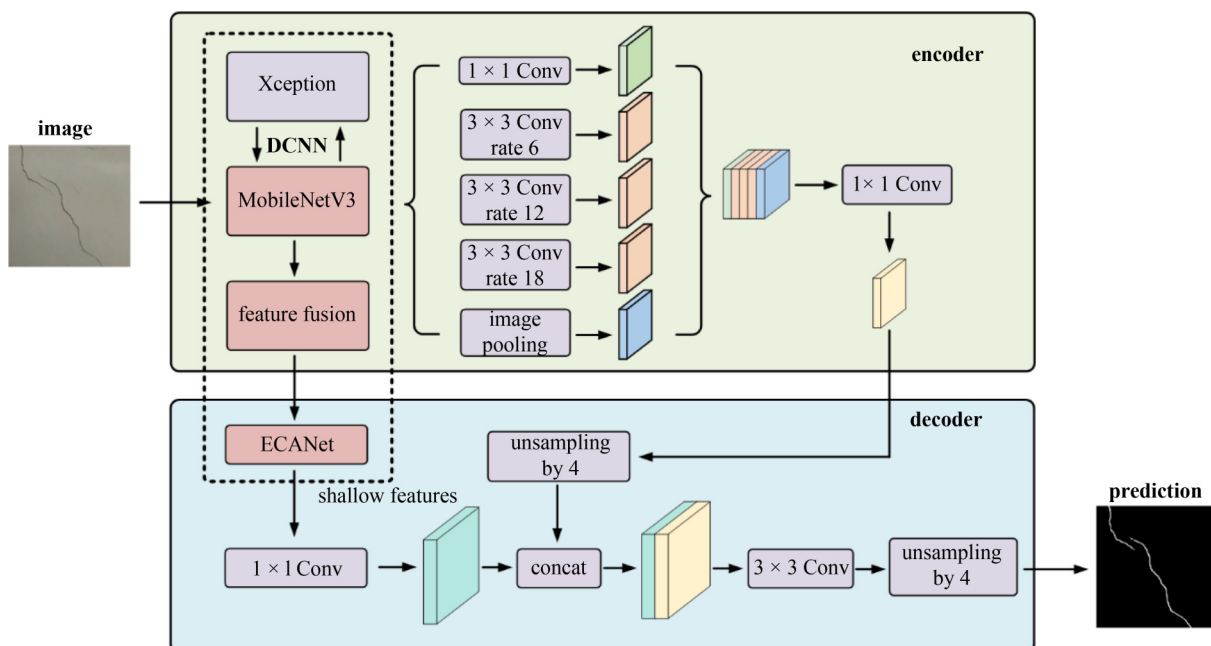 encoder
Xception
DCNN
MobileNetV3
feature fusion
image
1 × 1 Conv
3 × 3 Conv
rate 6
3 × 3 Conv
rate 12
3 × 3 Conv
rate 18
image
pooling
1× 1 Conv
decoder
ECANet
shallow features
1 × 1 Conv
unsampling
by 4
concat
3 × 3 Conv
unsampling
by 4
prediction